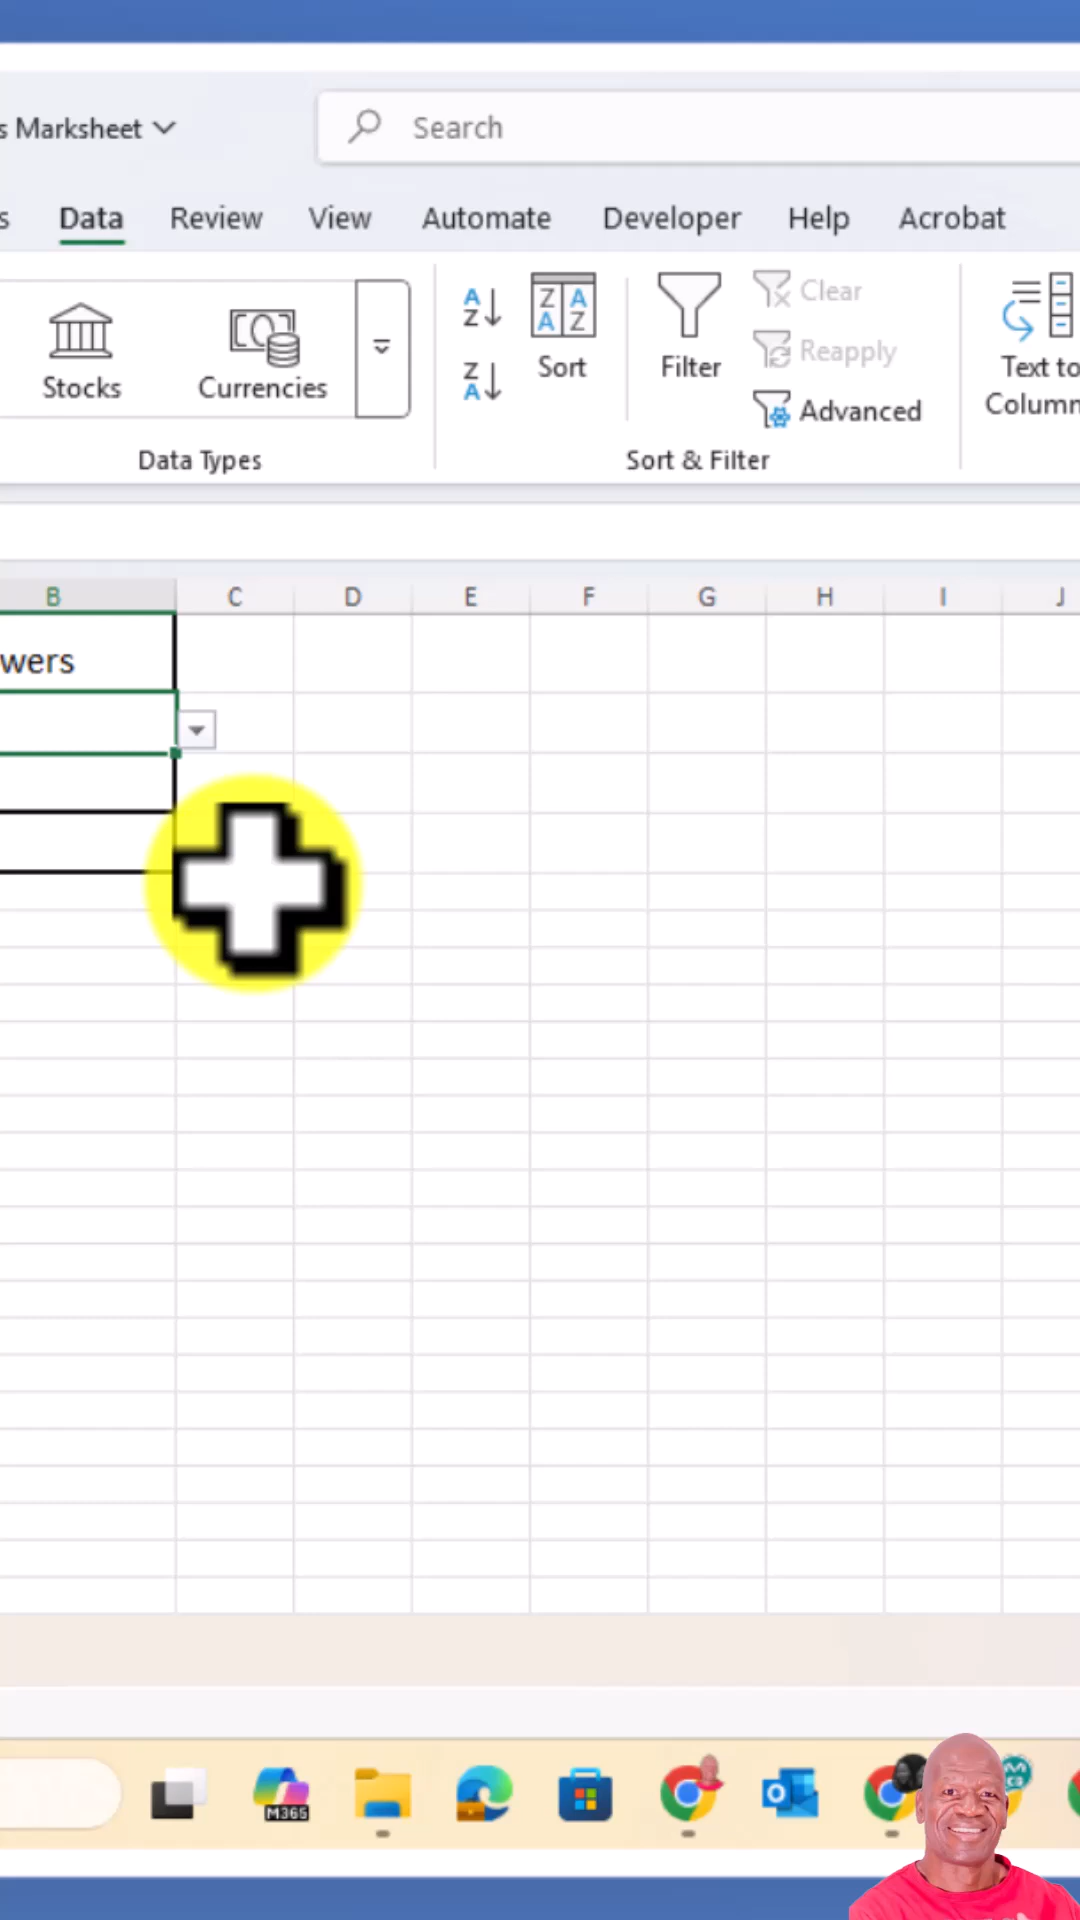 s Marksheet
Search
s Data Review View Automate Developer Help Acrobat
Stocks
Currencies
Data Types
A
Z
Z
A
Z A
A Z
Sort
Filter
Clear
Reapply
Advanced
Sort & Filter
Text to
Column
B C D E F G H I J
wers
M365